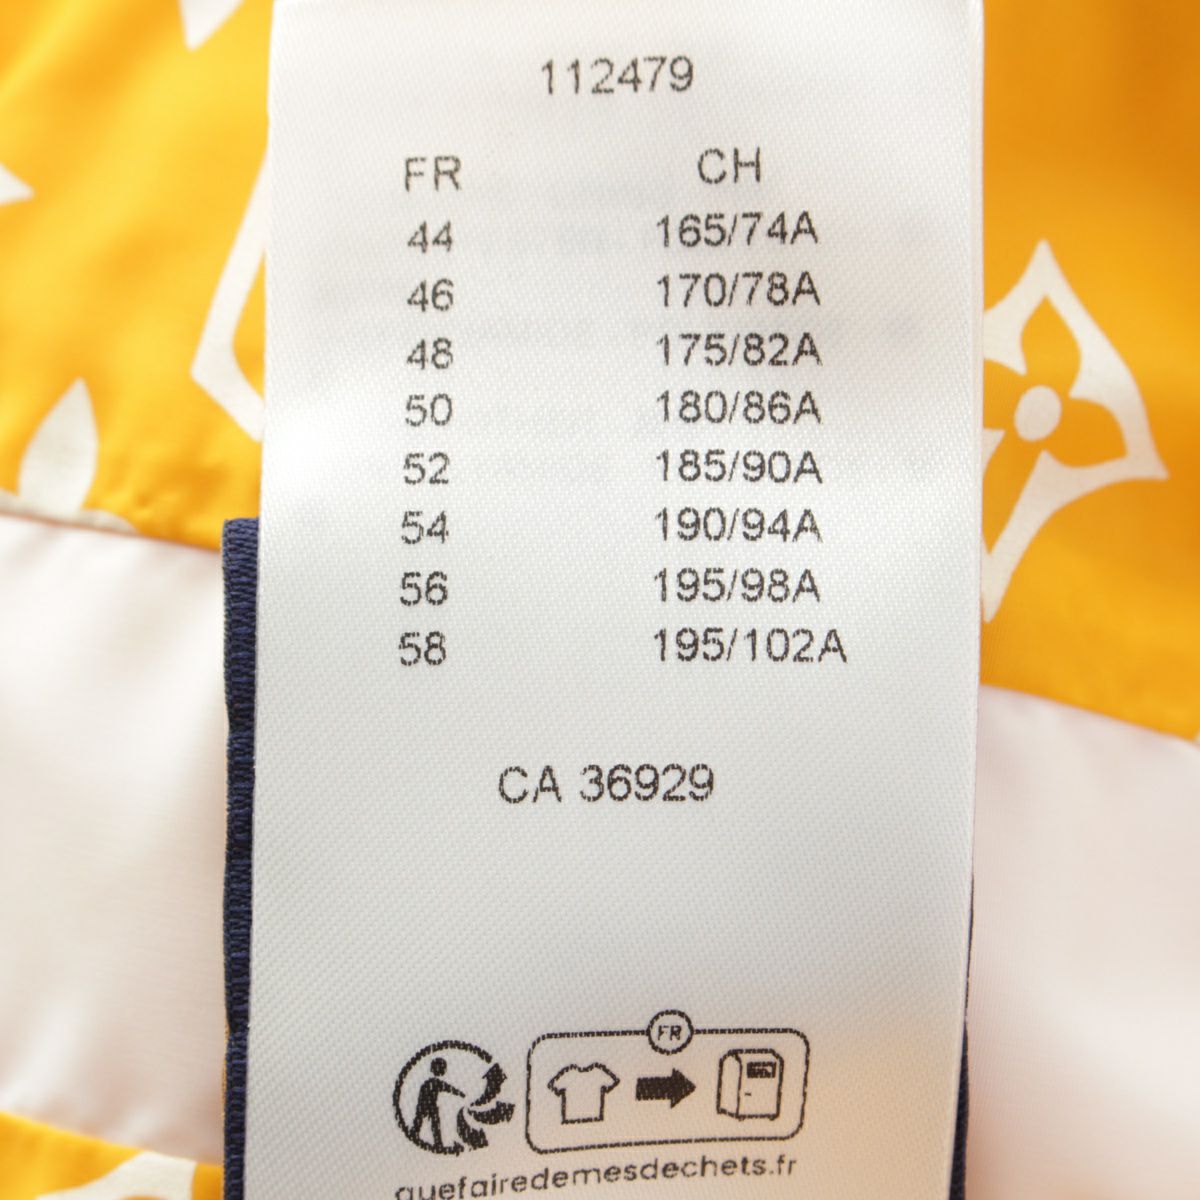 112479
FR CH
44 165/74A
46 170/78A
48 175/82A
50 180/86A
52 185/90A
54 190/94A
56 195/98A
58 195/102A
CA 36929
FR
quefairedemesdechets.fr